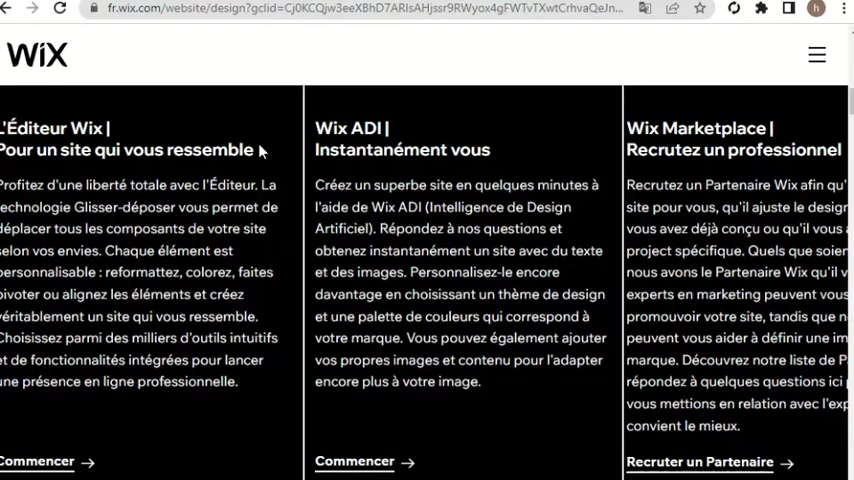 fr.wix.com/website/design?gclid=Cj0KCQjw3eeXBhD7ARIsAHjssr9RWyox4gFWTvTXwtCrhvaQeJn...
h
WiX
L'Éditeur Wix |
Pour un site qui vous ressemble
Profitez d'une liberté totale avec l'Éditeur. La
technologie Glisser-déposer vous permet de
déplacer tous les composants de votre site
selon vos envies. Chaque élément est
personnalisable : reformattez, colorez, faites
pivoter ou alignez les éléments et créez
véritablement un site qui vous ressemble.
Choisissez parmi des milliers d'outils intuitifs
et de fonctionnalités intégrées pour lancer
une présence en ligne professionnelle.
Commencer →
Wix ADI |
Instantanément vous
Créez un superbe site en quelques minutes à
l'aide de Wix ADI (Intelligence de Design
Artificiel). Répondez à nos questions et
obtenez instantanément un site avec du texte
et des images. Personnalisez-le encore
davantage en choisissant un thème de design
et une palette de couleurs qui correspond à
votre marque. Vous pouvez également ajouter
vos propres images et contenu pour l'adapter
encore plus à votre image.
Commencer →
Wix Marketplace |
Recrutez un professionnel
Recrutez un Partenaire Wix afin qu'
site pour vous, qu'il ajuste le design
vous avez déjà conçu ou qu'il vous
project spécifique. Quels que soien
nous avons le Partenaire Wix qu'il v
experts en marketing peuvent vous
promouvoir votre site, tandis que n
peuvent vous aider à définir une im
marque. Découvrez notre liste de P
répondez à quelques questions ici
vous mettions en relation avec l'exp
convient le mieux.
Recruter un Partenaire →